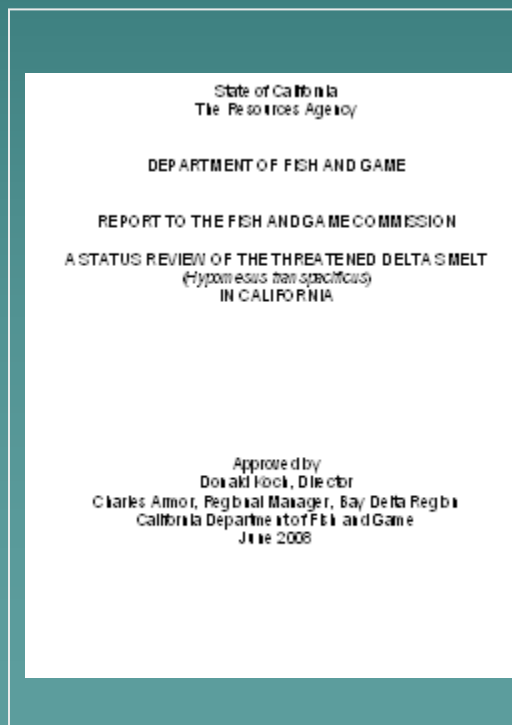 State of California
The Resources Agency
DEPARTMENT OF FISH AND GAME
REPORT TO THE FISH AND GAME COMMISSION
A STATUS REVIEW OF THE THREATENED DELTA SMELT
(Hypomesus transpacificus)
IN CALIFORNIA
Approved by
Donald Koch, Director
Charles Armor, Regional Manager, Bay Delta Region
California Department of Fish and Game
June 2008